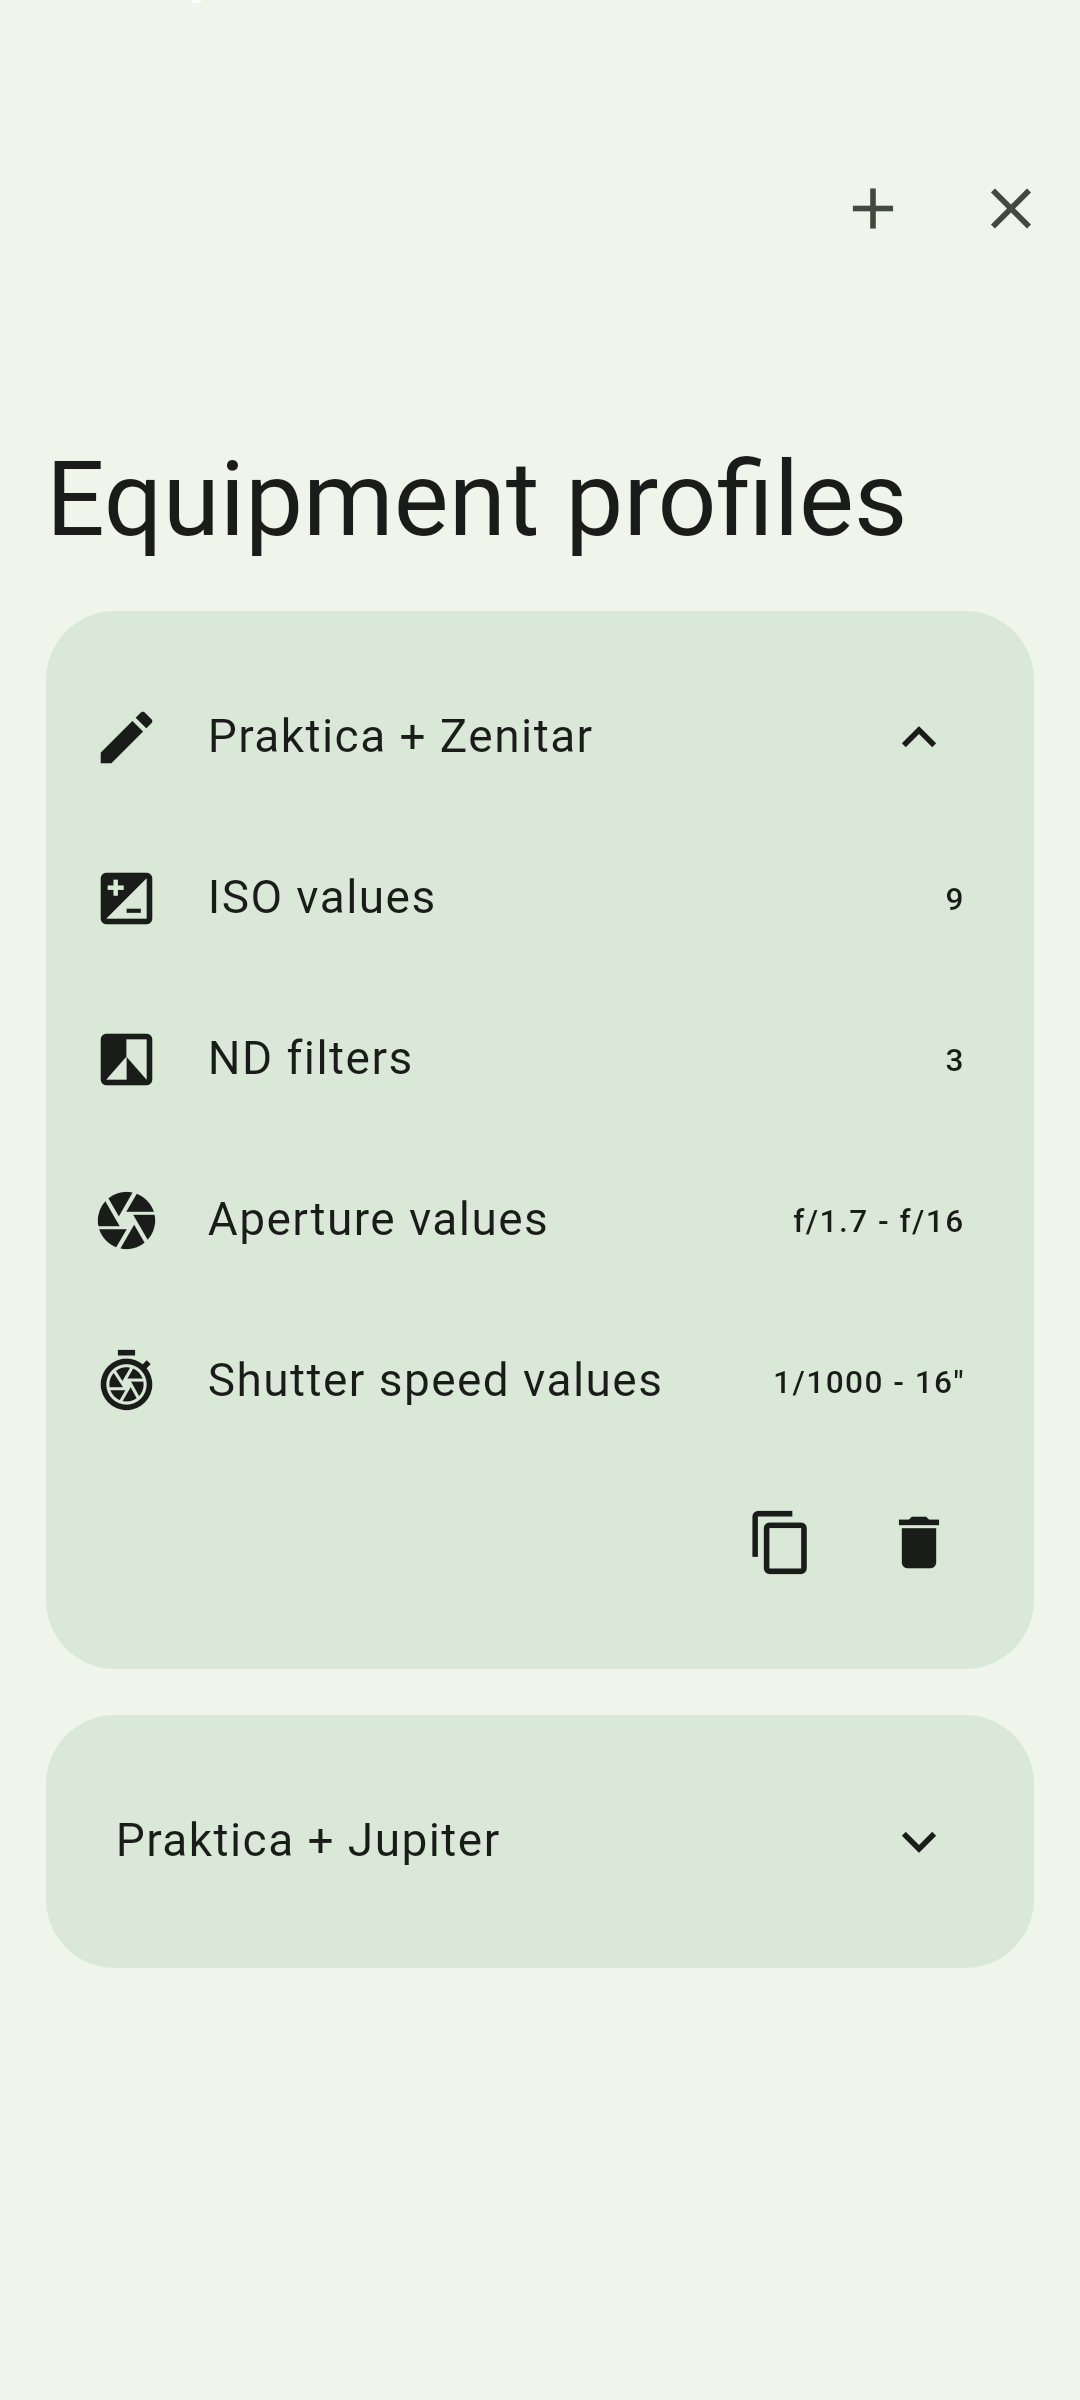 Equipment profiles
Praktica + Zenitar
ISO values 9
ND filters 3
Aperture values f/1.7 - f/16
Shutter speed values 1/1000 - 16"
Praktica + Jupiter